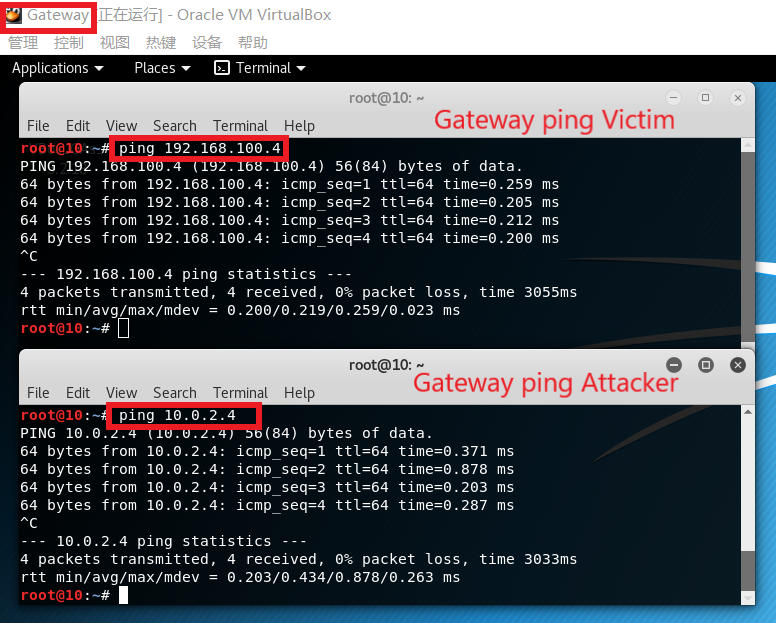 Gateway [正在运行] - Oracle VM VirtualBox
管理 控制 视图 热键 设备 帮助
Applications Places Terminal
root@10: ~
File Edit View Search Terminal Help
Gateway ping Victim
root@10:~# ping 192.168.100.4
PING 192.168.100.4 (192.168.100.4) 56(84) bytes of data.
64 bytes from 192.168.100.4: icmp_seq=1 ttl=64 time=0.259 ms
64 bytes from 192.168.100.4: icmp_seq=2 ttl=64 time=0.205 ms
64 bytes from 192.168.100.4: icmp_seq=3 ttl=64 time=0.212 ms
64 bytes from 192.168.100.4: icmp_seq=4 ttl=64 time=0.200 ms
^C
--- 192.168.100.4 ping statistics ---
4 packets transmitted, 4 received, 0% packet loss, time 3055ms
rtt min/avg/max/mdev = 0.200/0.219/0.259/0.023 ms
root@10:~#
root@10: ~
File Edit View Search Terminal Help
Gateway ping Attacker
root@10:~# ping 10.0.2.4
PING 10.0.2.4 (10.0.2.4) 56(84) bytes of data.
64 bytes from 10.0.2.4: icmp_seq=1 ttl=64 time=0.371 ms
64 bytes from 10.0.2.4: icmp_seq=2 ttl=64 time=0.878 ms
64 bytes from 10.0.2.4: icmp_seq=3 ttl=64 time=0.203 ms
64 bytes from 10.0.2.4: icmp_seq=4 ttl=64 time=0.287 ms
^C
--- 10.0.2.4 ping statistics ---
4 packets transmitted, 4 received, 0% packet loss, time 3033ms
rtt min/avg/max/mdev = 0.203/0.434/0.878/0.263 ms
root@10:~#